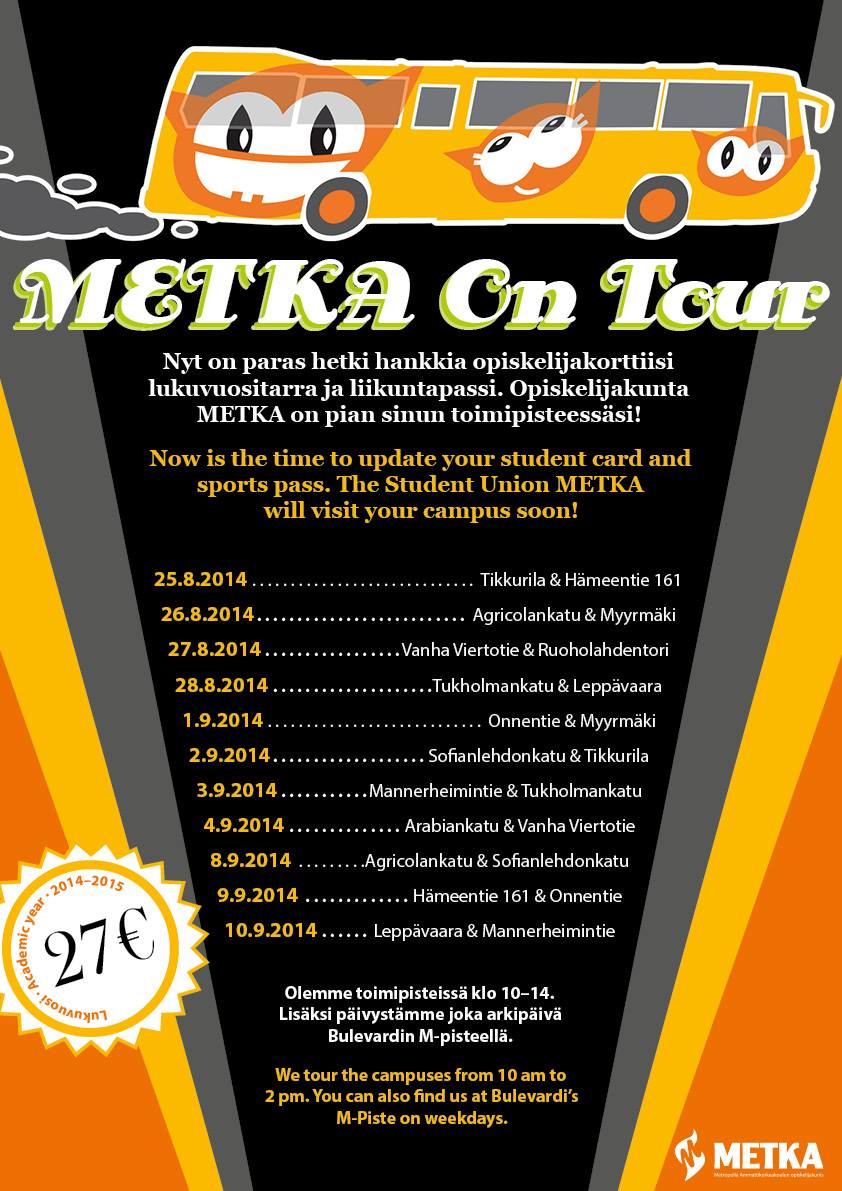 METKA On Tour
Nyt on paras hetki hankkia opiskelijakorttiisi
lukuvuositarra ja liikuntapassi. Opiskelijakunta
METKA on pian sinun toimipisteessäsi!
Now is the time to update your student card and
sports pass. The Student Union METKA
will visit your campus soon!
25.8.2014 ............................ Tikkurila & Hämeentie 161
26.8.2014.......................... Agricolankatu & Myyrmäki
27.8.2014 .................Vanha Viertotie & Ruoholahdentori
28.8.2014 ....................Tukholmankatu & Leppävaara
1.9.2014 ........................... Onnentie & Myyrmäki
2.9.2014................... Sofianlehdonkatu & Tikkurila
3.9.2014 ...........Mannerheimintie & Tukholmankatu
4.9.2014 .............. Arabiankatu & Vanha Viertotie
8.9.2014 .........Agricolankatu & Sofianlehdonkatu
9.9.2014 ............. Hämeentie 161 & Onnentie
10.9.2014 ...... Leppävaara & Mannerheimintie
Lukuvuosi · Academic year · 2014–2015
27€
Olemme toimipisteissä klo 10–14.
Lisäksi päivystämme joka arkipäivä
Bulevardin M-pisteellä.
We tour the campuses from 10 am to
2 pm. You can also find us at Bulevardi's
M-Piste on weekdays.
METKA
Metropolia Ammattikorkeakoulun opiskelijakunta